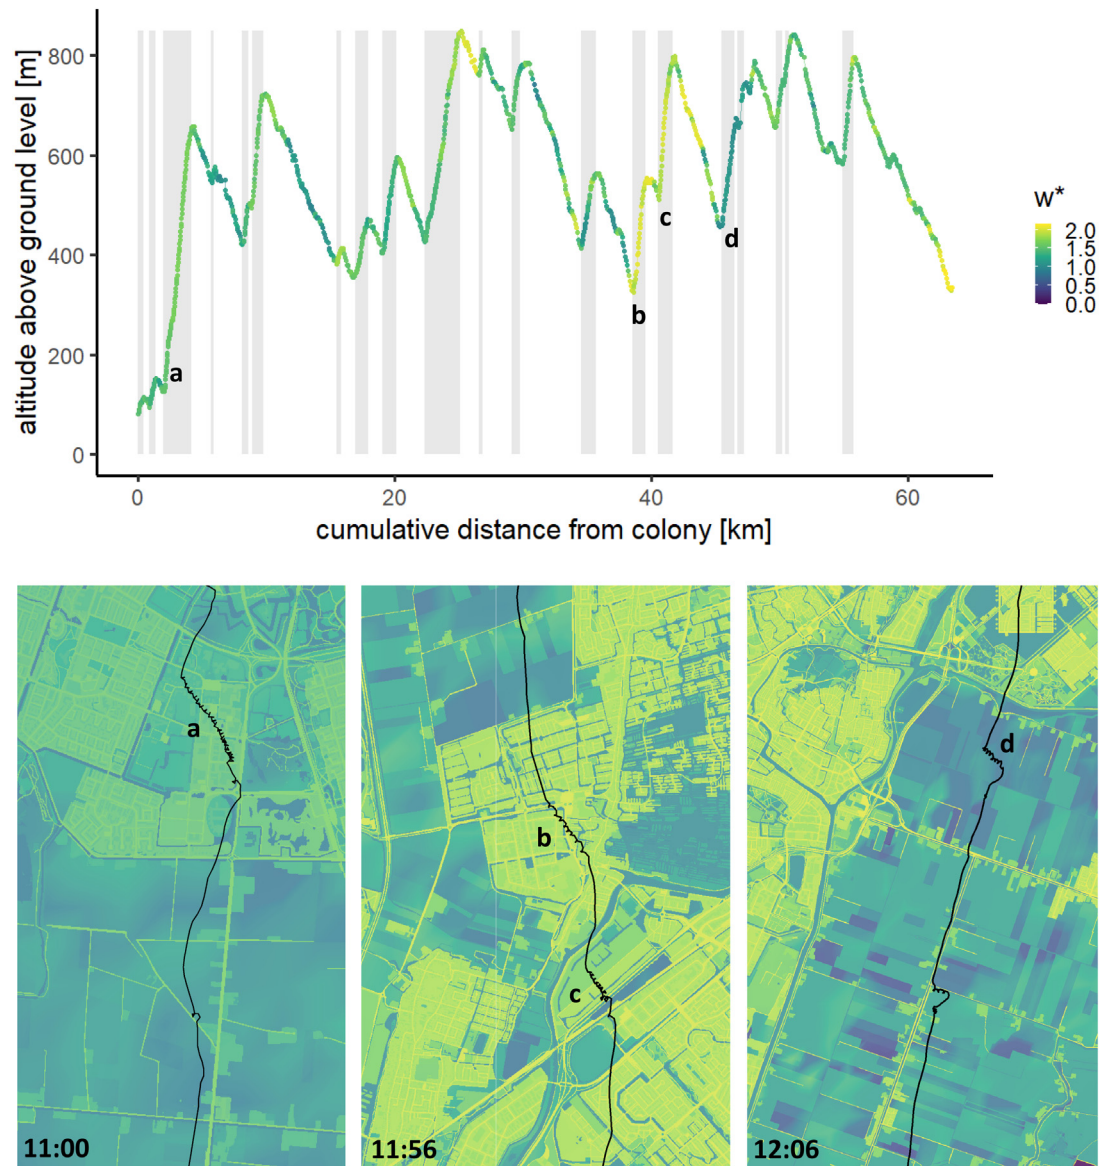 altitude above ground level [m]
800
600
400
200
0
a
b
c
d
0
20
40
60
cumulative distance from colony [km]
w*
2.0
1.5
1.0
0.5
0.0
a
11:00
b
c
11:56
d
12:06